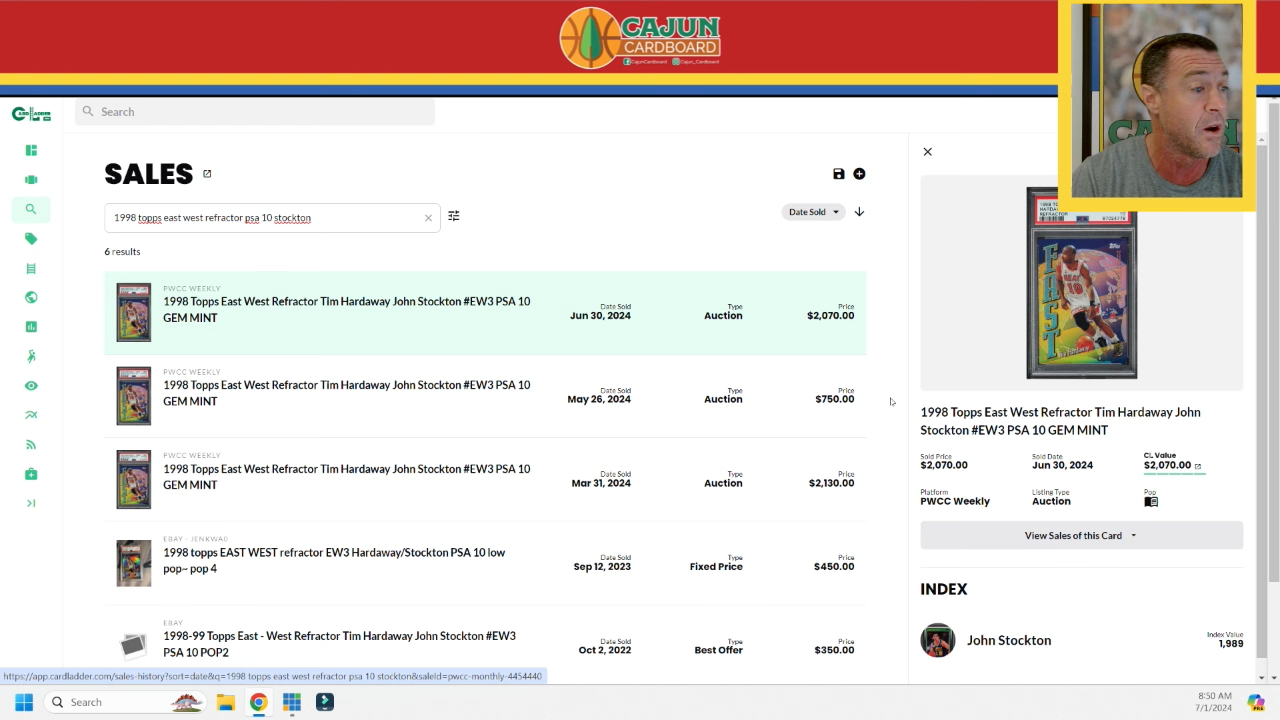 CAJUN
CARDBOARD
CajunCardboard Cajun_Cardboard
CARD LADDER
Search
SALES
1998 topps east west refractor psa 10 stockton
Date Sold
6 results
PWCC WEEKLY
1998 Topps East West Refractor Tim Hardaway John Stockton #EW3 PSA 10
GEM MINT
Date Sold
Jun 30, 2024
Type
Auction
Price
$2,070.00
PWCC WEEKLY
1998 Topps East West Refractor Tim Hardaway John Stockton #EW3 PSA 10
GEM MINT
Date Sold
May 26, 2024
Type
Auction
Price
$750.00
PWCC WEEKLY
1998 Topps East West Refractor Tim Hardaway John Stockton #EW3 PSA 10
GEM MINT
Date Sold
Mar 31, 2024
Type
Auction
Price
$2,130.00
EBAY - JENKWA0
1998 topps EAST WEST refractor EW3 Hardaway/Stockton PSA 10 low
pop~ pop 4
Date Sold
Sep 12, 2023
Type
Fixed Price
Price
$450.00
EBAY
1998-99 Topps East - West Refractor Tim Hardaway John Stockton #EW3
PSA 10 POP2
Date Sold
Oct 2, 2022
Type
Best Offer
Price
$350.00
EAST
HEAT
10
Topps
1998 Topps East West Refractor Tim Hardaway John
Stockton #EW3 PSA 10 GEM MINT
Sold Price
$2,070.00
Sold Date
Jun 30, 2024
CL Value
$2,070.00
Platform
PWCC Weekly
Listing Type
Auction
Pop
View Sales of this Card
INDEX
John Stockton
Index Value
1,989
https://app.cardladder.com/sales-history?sort=date&q=1998 topps east west refractor psa 10 stockton&saleId=pwcc-monthly-4454440
Search
8:50 AM
7/1/2024